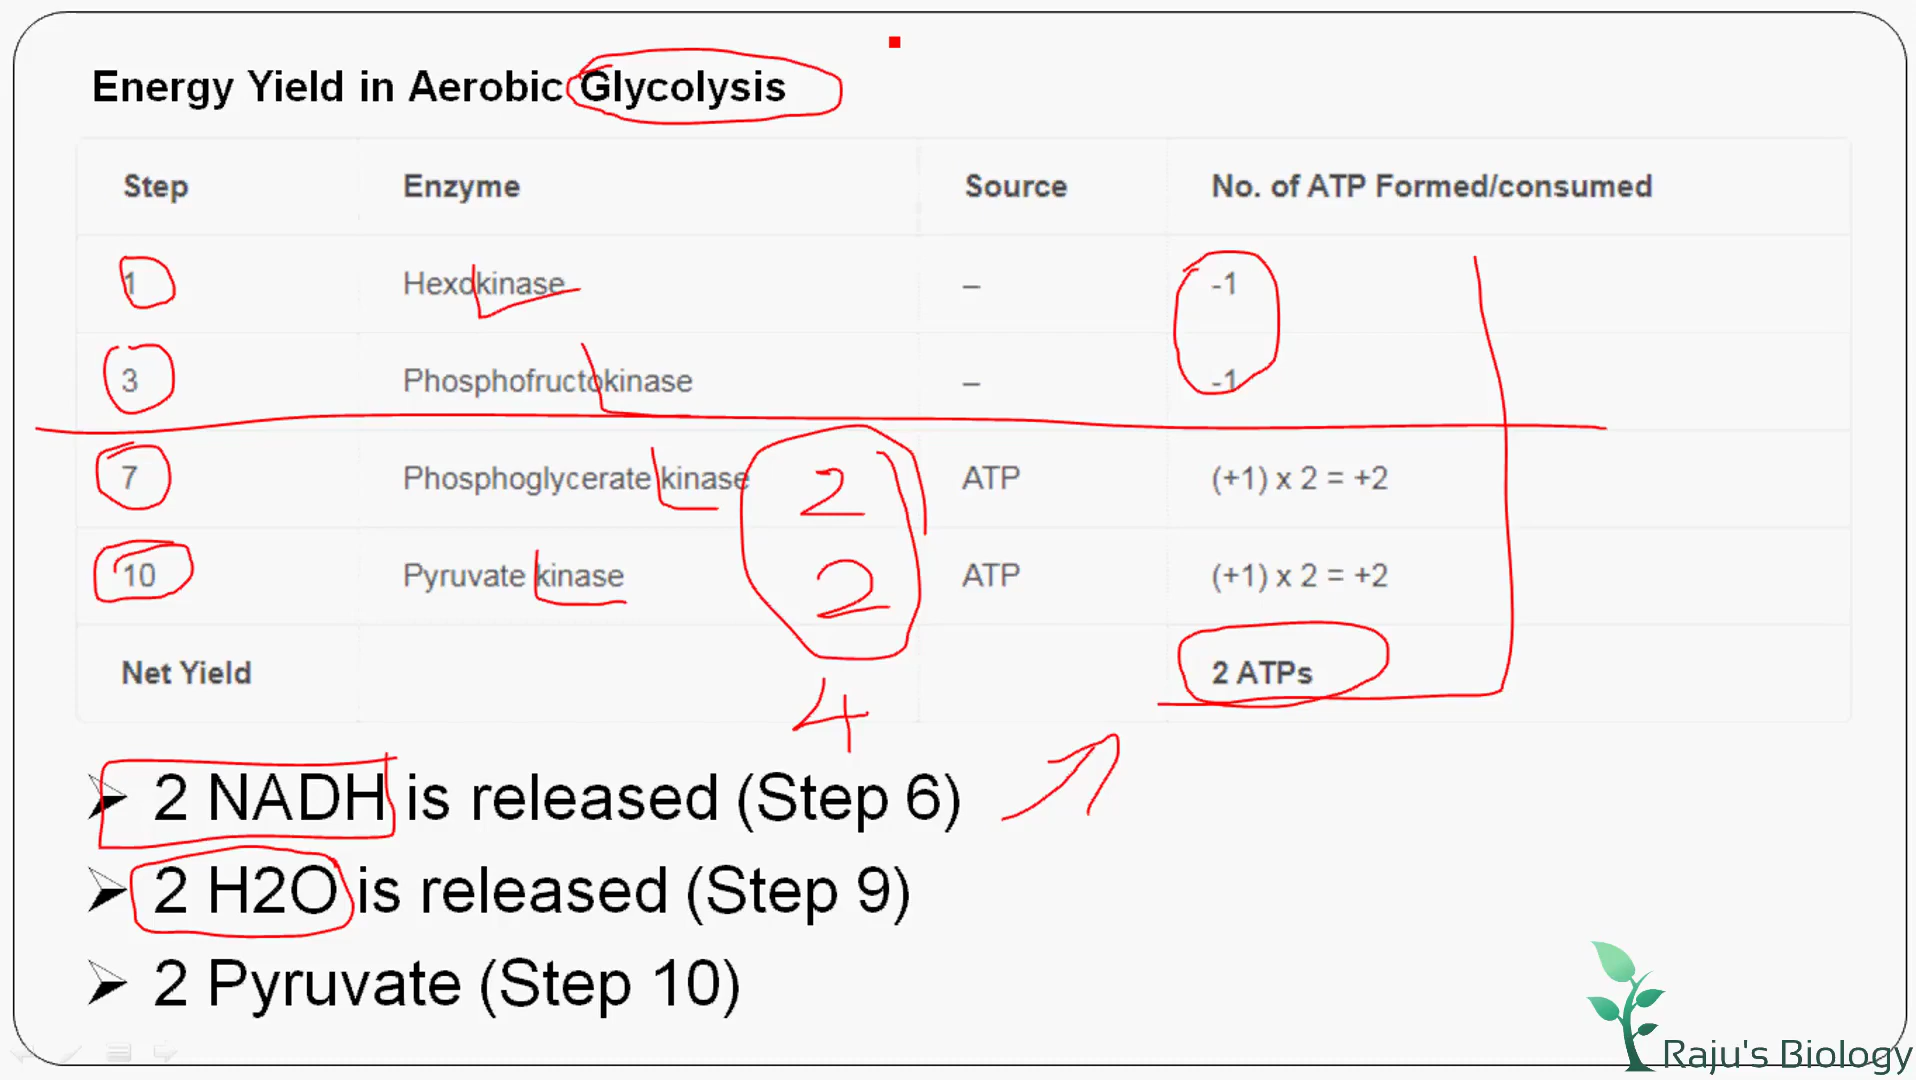 Energy Yield in Aerobic Glycolysis
Step Enzyme Source No. of ATP Formed/consumed
1 Hexokinase – -1
3 Phosphofructokinase – -1
7 Phosphoglycerate kinase 2 ATP (+1) x 2 = +2
10 Pyruvate kinase 2 ATP (+1) x 2 = +2
Net Yield 2 ATPs
4
2 NADH is released (Step 6)
2 H2O is released (Step 9)
2 Pyruvate (Step 10)
Raju's Biology